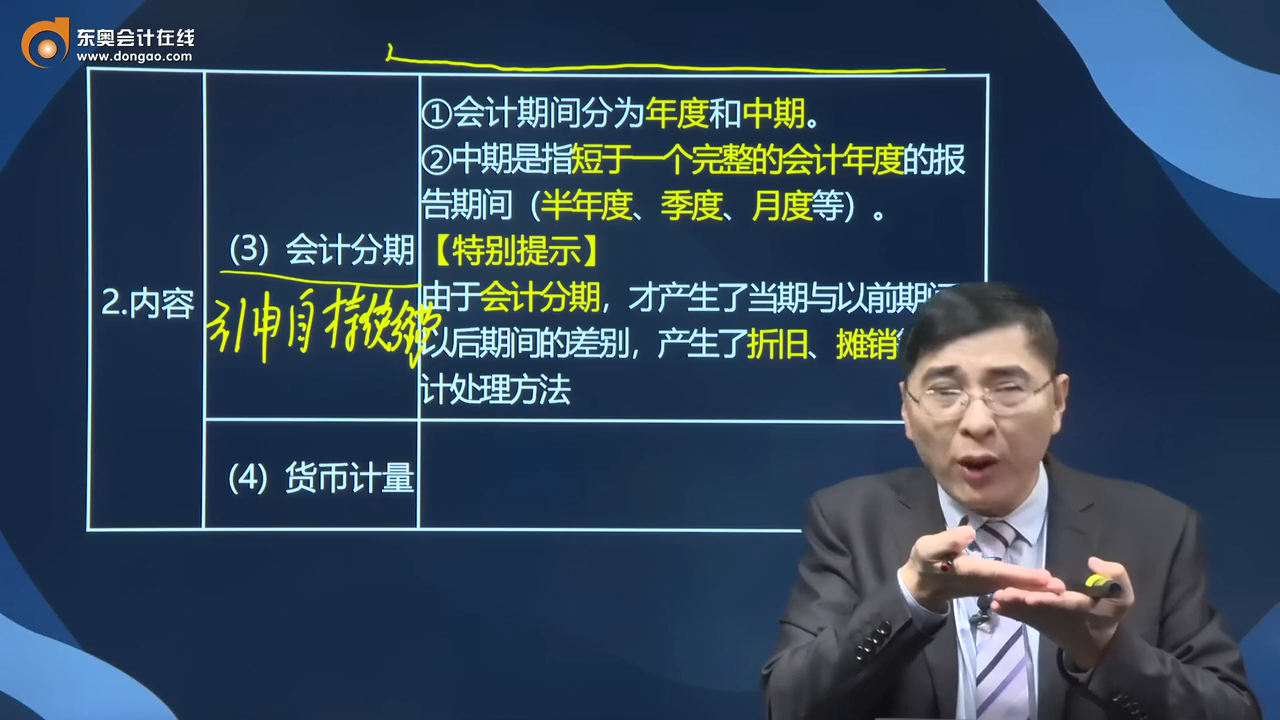 东奥会计在线
www.dongao.com
①会计期间分为年度和中期。
②中期是指短于一个完整的会计年度的报
告期间（半年度、季度、月度等）。
(3) 会计分期
【特别提示】
2.内容
由于会计分期，才产生了当期与以前期间
引申自持续经营
以后期间的差别，产生了折旧、摊销
计处理方法
(4) 货币计量